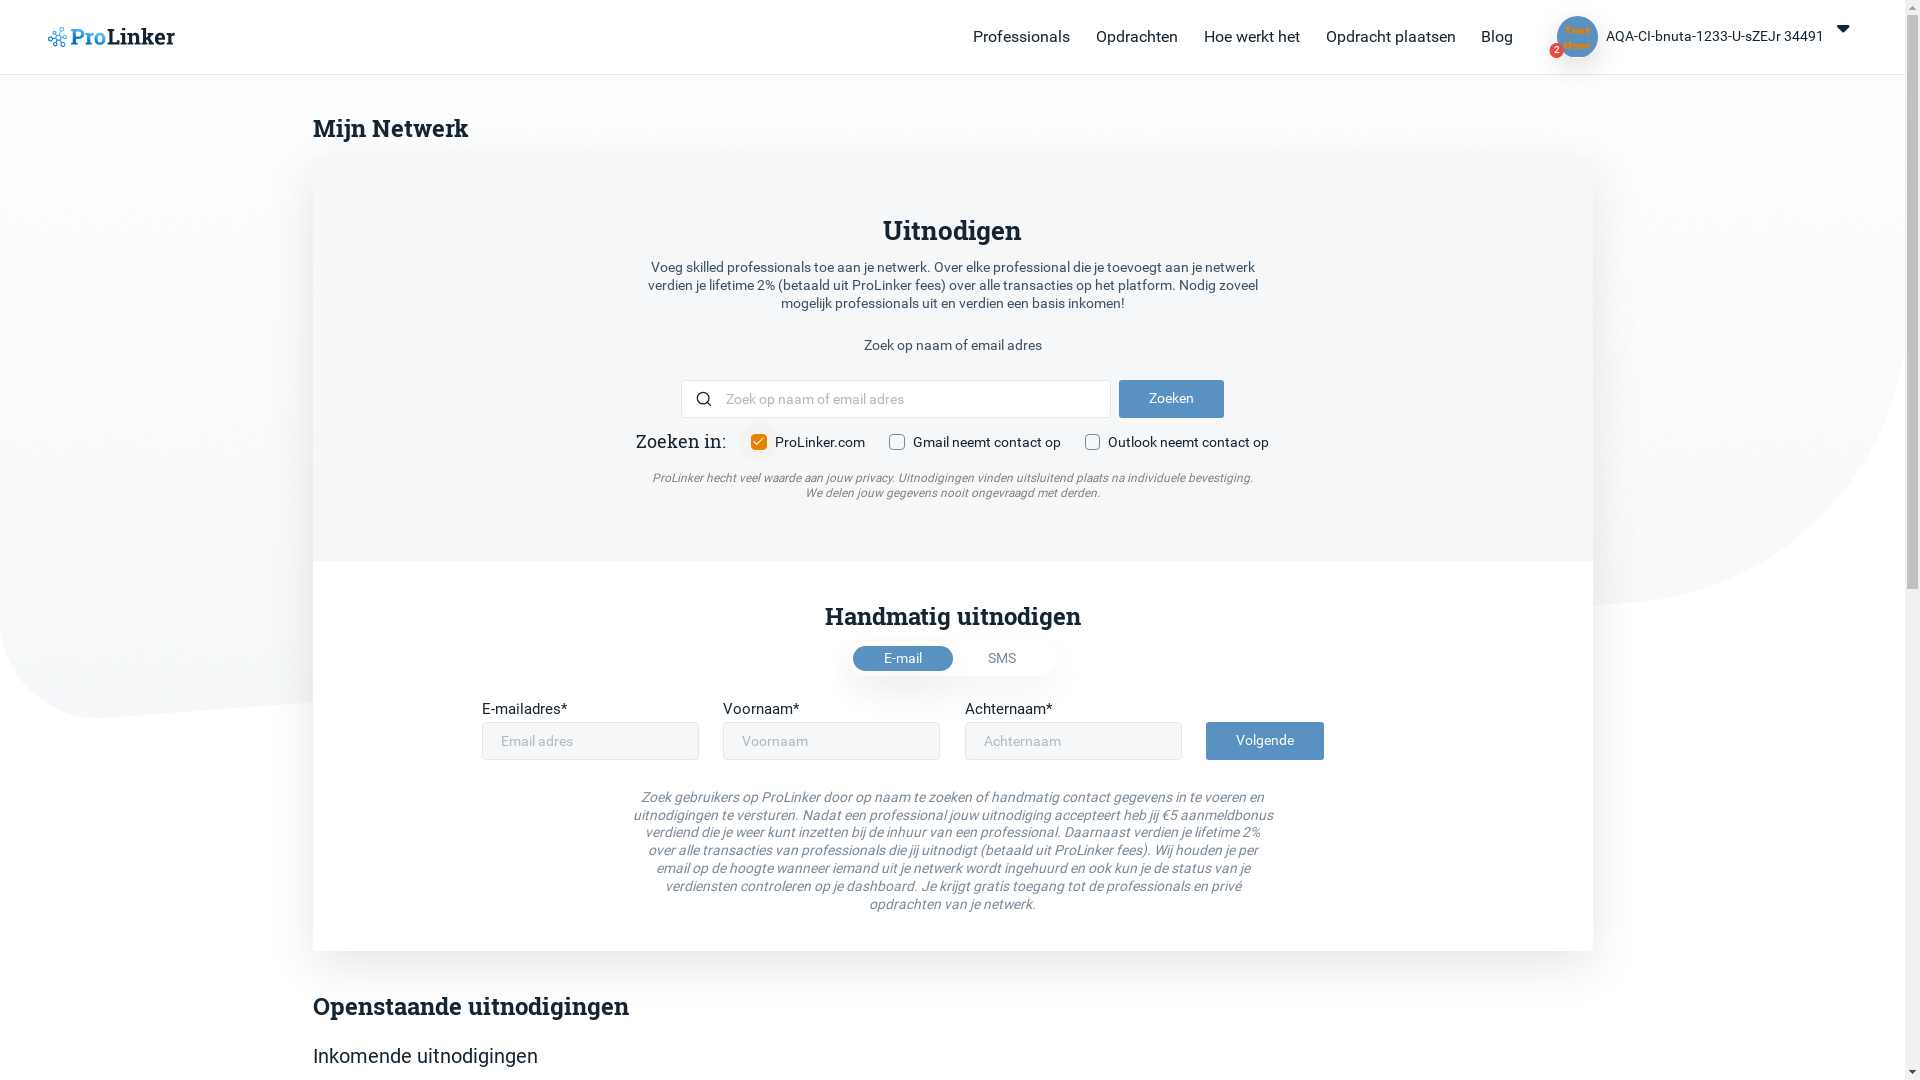 ProLinker
Professionals
Opdrachten
Hoe werkt het
Opdracht plaatsen
Blog
Test
User
2
AQA-CI-bnuta-1233-U-sZEJr 34491
Mijn Netwerk
Uitnodigen
Voeg skilled professionals toe aan je netwerk. Over elke professional die je toevoegt aan je netwerk
verdien je lifetime 2% (betaald uit ProLinker fees) over alle transacties op het platform. Nodig zoveel
mogelijk professionals uit en verdien een basis inkomen!
Zoek op naam of email adres
Zoek op naam of email adres
Zoeken
Zoeken in:
ProLinker.com
Gmail neemt contact op
Outlook neemt contact op
ProLinker hecht veel waarde aan jouw privacy. Uitnodigingen vinden uitsluitend plaats na individuele bevestiging.
We delen jouw gegevens nooit ongevraagd met derden.
Handmatig uitnodigen
E-mail
SMS
E-mailadres*
Voornaam*
Achternaam*
Email adres
Voornaam
Achternaam
Volgende
Zoek gebruikers op ProLinker door op naam te zoeken of handmatig contact gegevens in te voeren en
uitnodigingen te versturen. Nadat een professional jouw uitnodiging accepteert heb jij €5 aanmeldbonus
verdiend die je weer kunt inzetten bij de inhuur van een professional. Daarnaast verdien je lifetime 2%
over alle transacties van professionals die jij uitnodigt (betaald uit ProLinker fees). Wij houden je per
email op de hoogte wanneer iemand uit je netwerk wordt ingehuurd en ook kun je de status van je
verdiensten controleren op je dashboard. Je krijgt gratis toegang tot de professionals en privé
opdrachten van je netwerk.
Openstaande uitnodigingen
Inkomende uitnodigingen